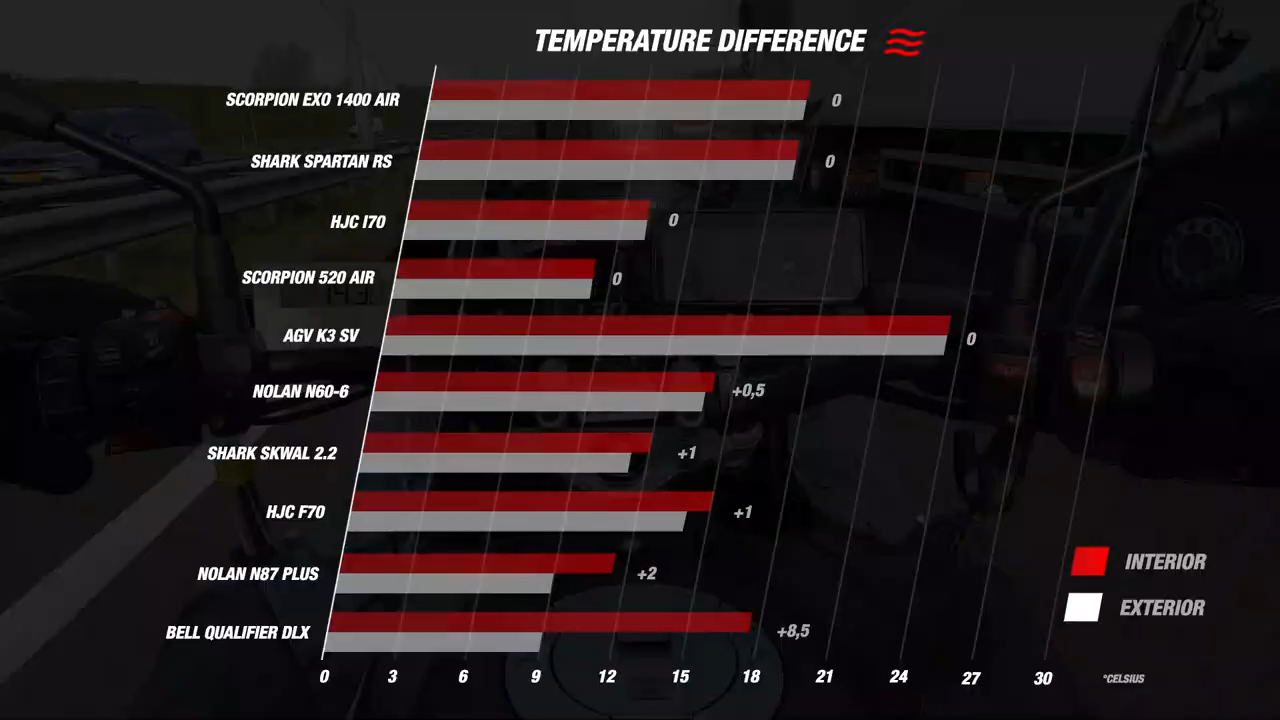 TEMPERATURE DIFFERENCE
SCORPION EXO 1400 AIR 0
SHARK SPARTAN RS 0
HJC I70 0
SCORPION 520 AIR 0
AGV K3 SV 0
NOLAN N60-6 +0,5
SHARK SKWAL 2.2 +1
HJC F70 +1
NOLAN N87 PLUS +2
BELL QUALIFIER DLX +8,5
INTERIOR
EXTERIOR
0 3 6 9 12 15 18 21 24 27 30 °CELSIUS